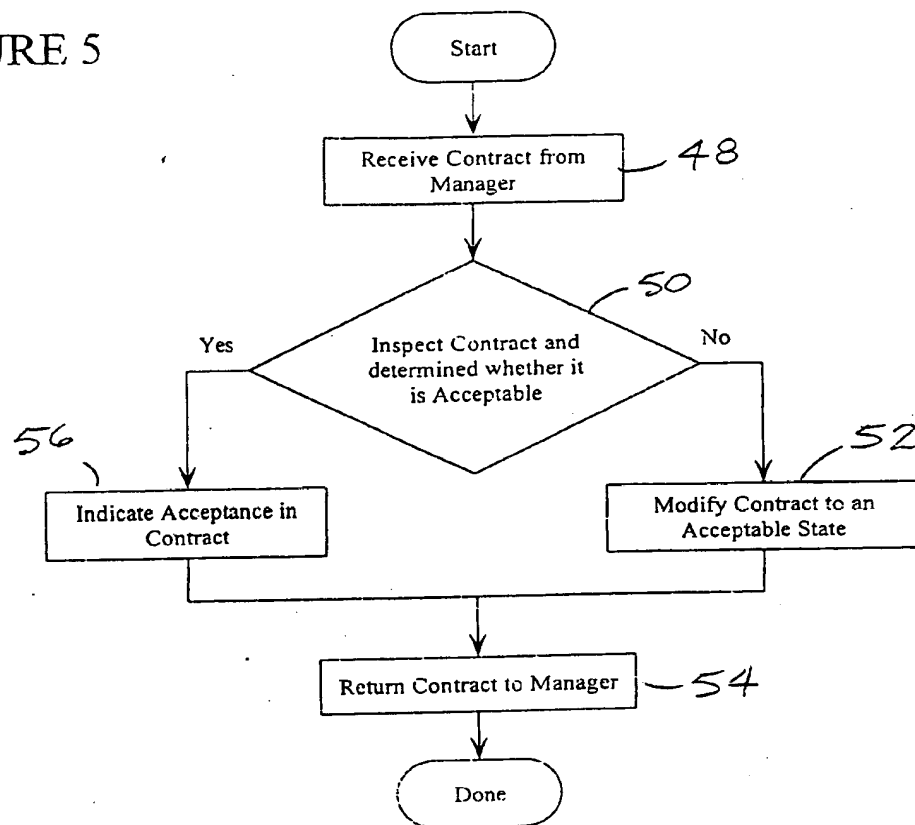 URE 5
Start
Receive Contract from
Manager
48
Inspect Contract and
determined whether it
is Acceptable
50
Yes
No
56
Indicate Acceptance in
Contract
52
Modify Contract to an
Acceptable State
Return Contract to Manager
54
Done